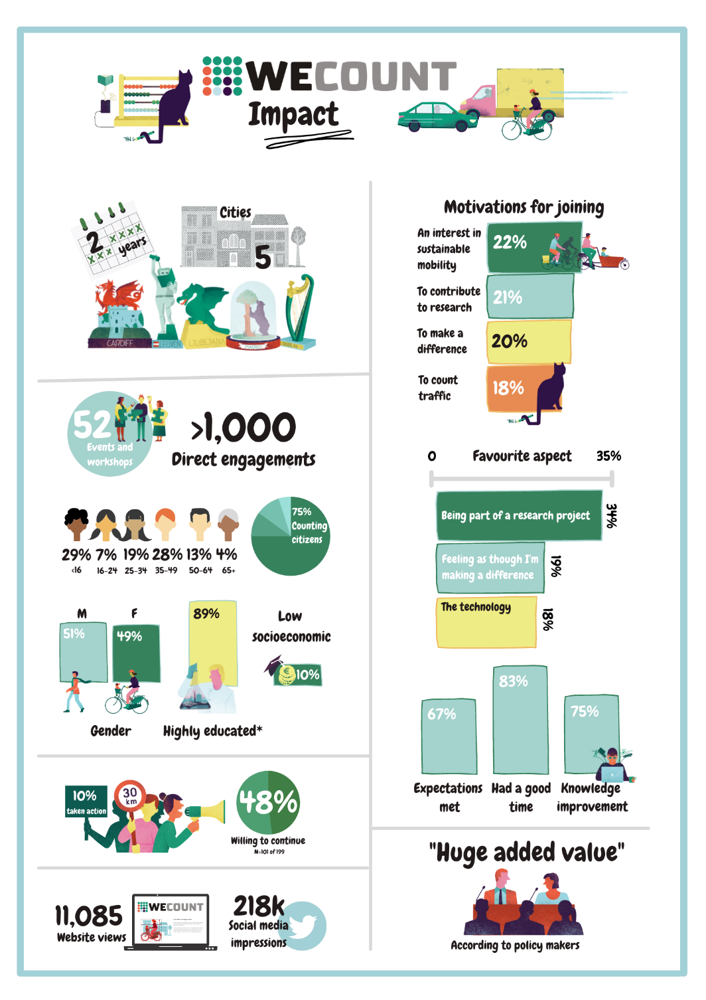 WECOUNT
Impact
2
years
Cities
5
CARDIFF
LEUVEN
LJUBLJANA
MADRID
DUBLIN
52
Events and
workshops
>1,000
Direct engagements
29% 7% 19% 28% 13% 4%
<16 16-24 25-34 35-49 50-64 65+
75%
Counting
citizens
M F
51% 49%
Gender
89%
Highly educated*
Low
socioeconomic
10%
10%
taken action
30
km
48%
Willing to continue
N=101 of 199
11,085
Website views
WECOUNT
218k
Social media
impressions
Motivations for joining
An interest in
sustainable
mobility
22%
To contribute
to research
21%
To make a
difference
20%
To count
traffic
18%
0 Favourite aspect 35%
Being part of a research project
34%
Feeling as though I'm
making a difference
19%
The technology
18%
67%
83%
75%
Expectations
met
Had a good
time
Knowledge
improvement
"Huge added value"
According to policy makers